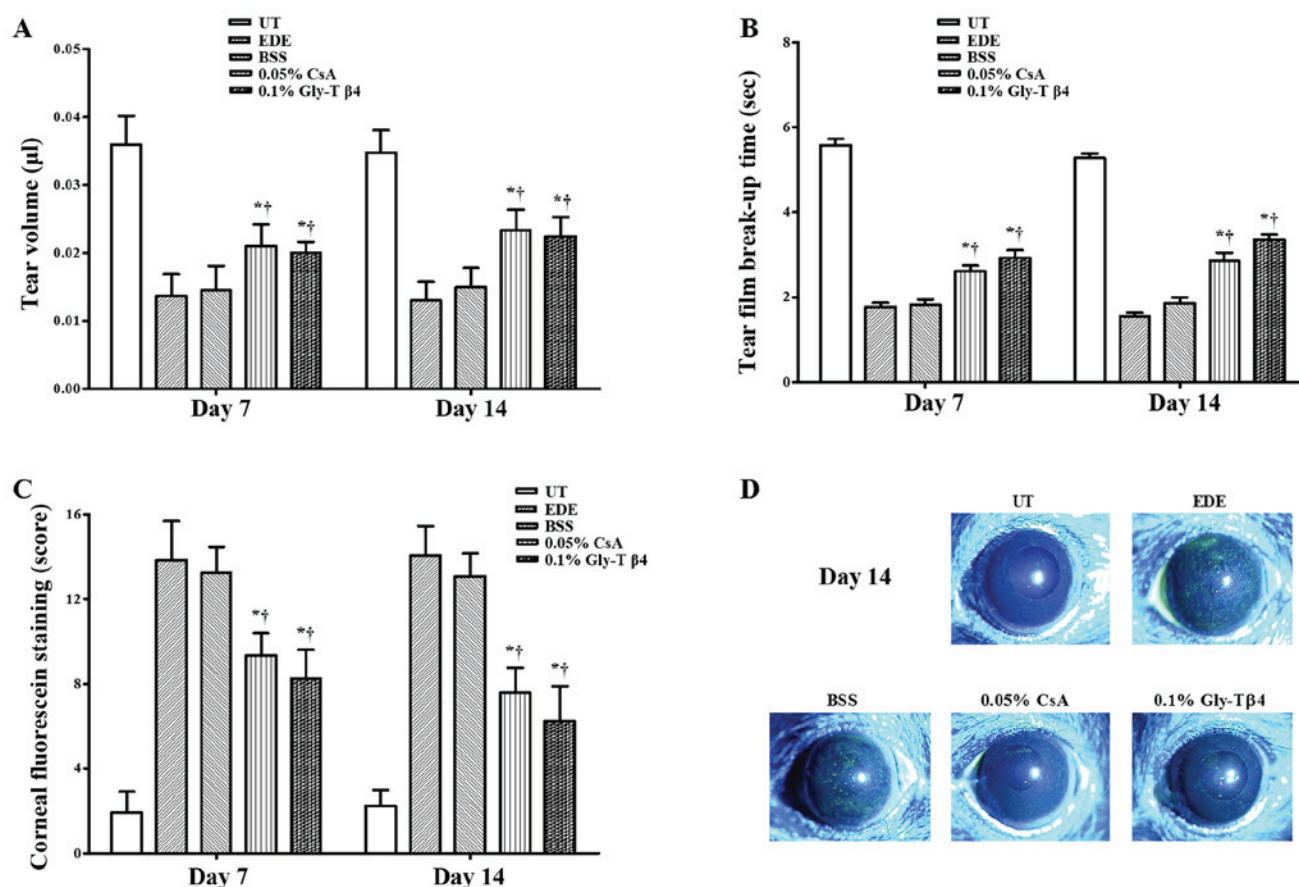 A
UT
EDE
BSS
0.05% CsA
0.1% Gly-T β4
Tear volume (µl)
0.05
0.04
0.03
0.02
0.01
0.00
*†
*†
*†
*†
Day 7
Day 14
B
UT
EDE
BSS
0.05% CsA
0.1% Gly-T β4
Tear film break-up time (sec)
8
6
4
2
0
*†
*†
*†
*†
Day 7
Day 14
C
UT
EDE
BSS
0.05% CsA
0.1% Gly-T β4
Corneal fluorescein staining (score)
16
12
8
4
0
*†
*†
*†
*†
Day 7
Day 14
D
UT
EDE
Day 14
BSS
0.05% CsA
0.1% Gly-Tβ4